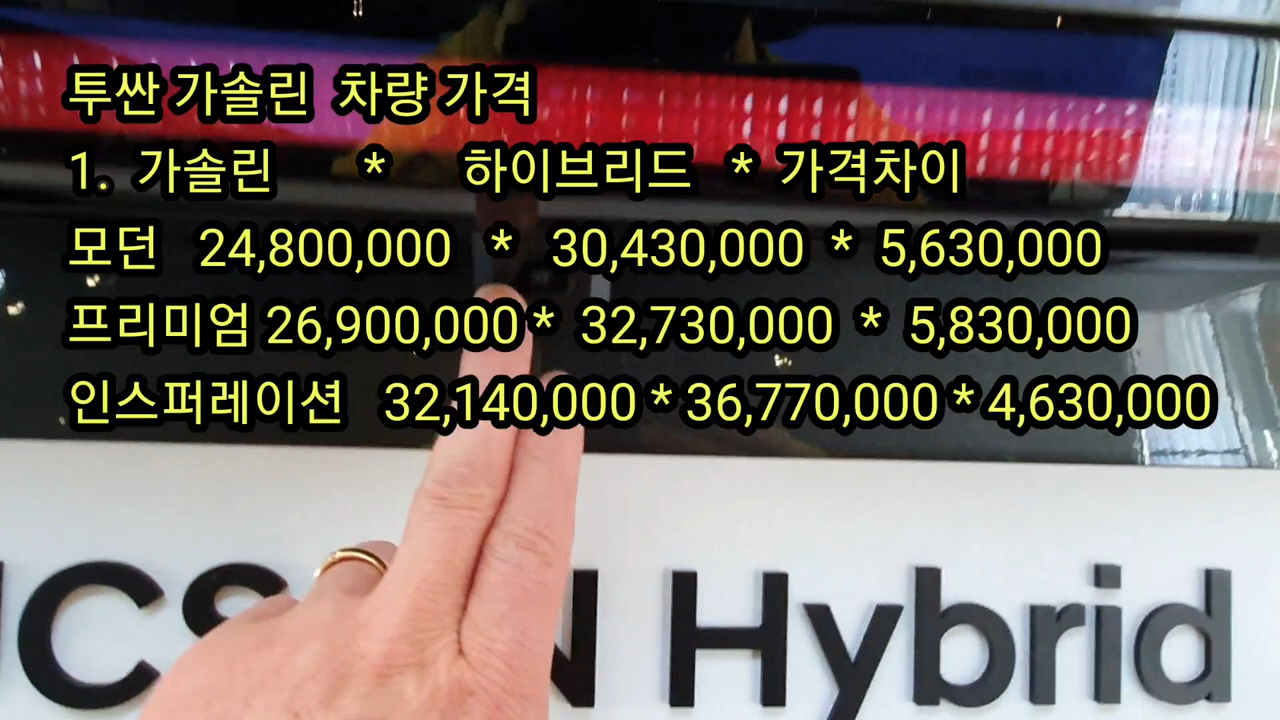 투싼 가솔린 차량 가격
1. 가솔린 * 하이브리드 * 가격차이
모던 24,800,000 * 30,430,000 * 5,630,000
프리미엄 26,900,000 * 32,730,000 * 5,830,000
인스퍼레이션 32,140,000 * 36,770,000 * 4,630,000
UCS N Hybrid